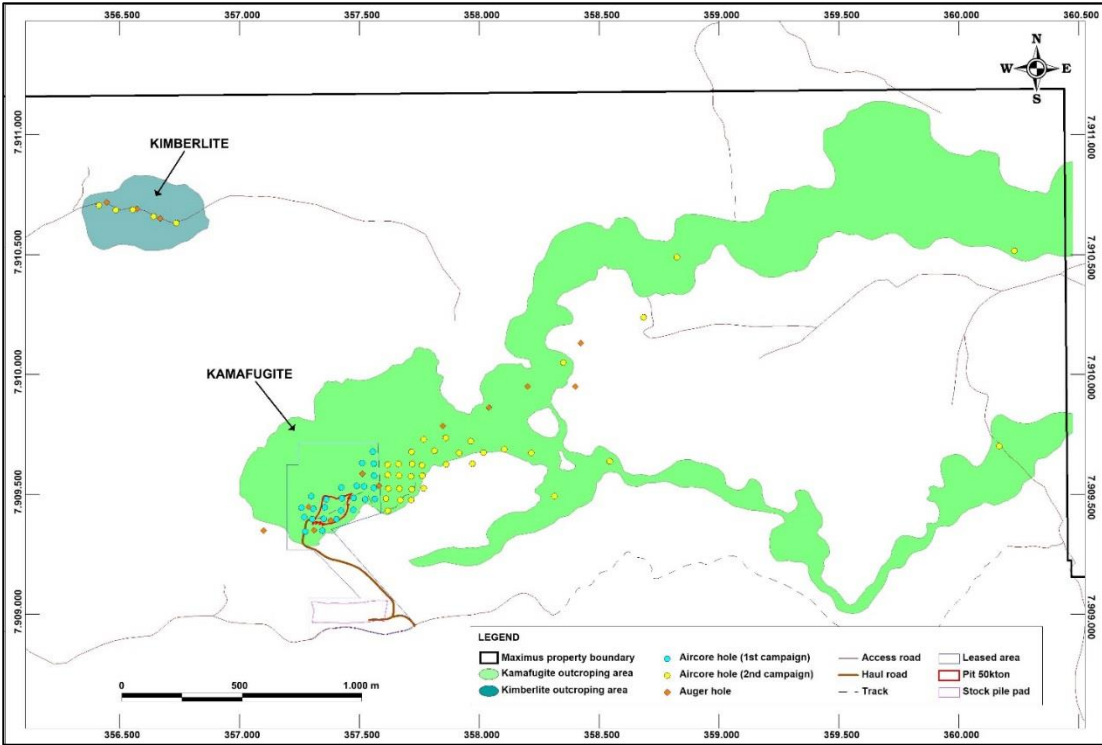 356.500 357.000 357.500 358.000 358.500 359.000 359.500 360.000 360.500
N
W E
S
7.911.000 7.911.000
KIMBERLITE
7.910.500 7.910.500
7.910.000 7.910.000
KAMAFUGITE
7.909.500 7.909.500
7.909.000 7.909.000
LEGEND
Maximus property boundary Aircore hole (1st campaign) Access road Leased area
Kamafugite outcroping area Aircore hole (2nd campaign) Haul road Pit 50kton
Kimberlite outcroping area Auger hole Track Stock pile pad
0 500 1.000 m
356.500 357.000 357.500 358.000 358.500 359.000 359.500 360.000 360.500